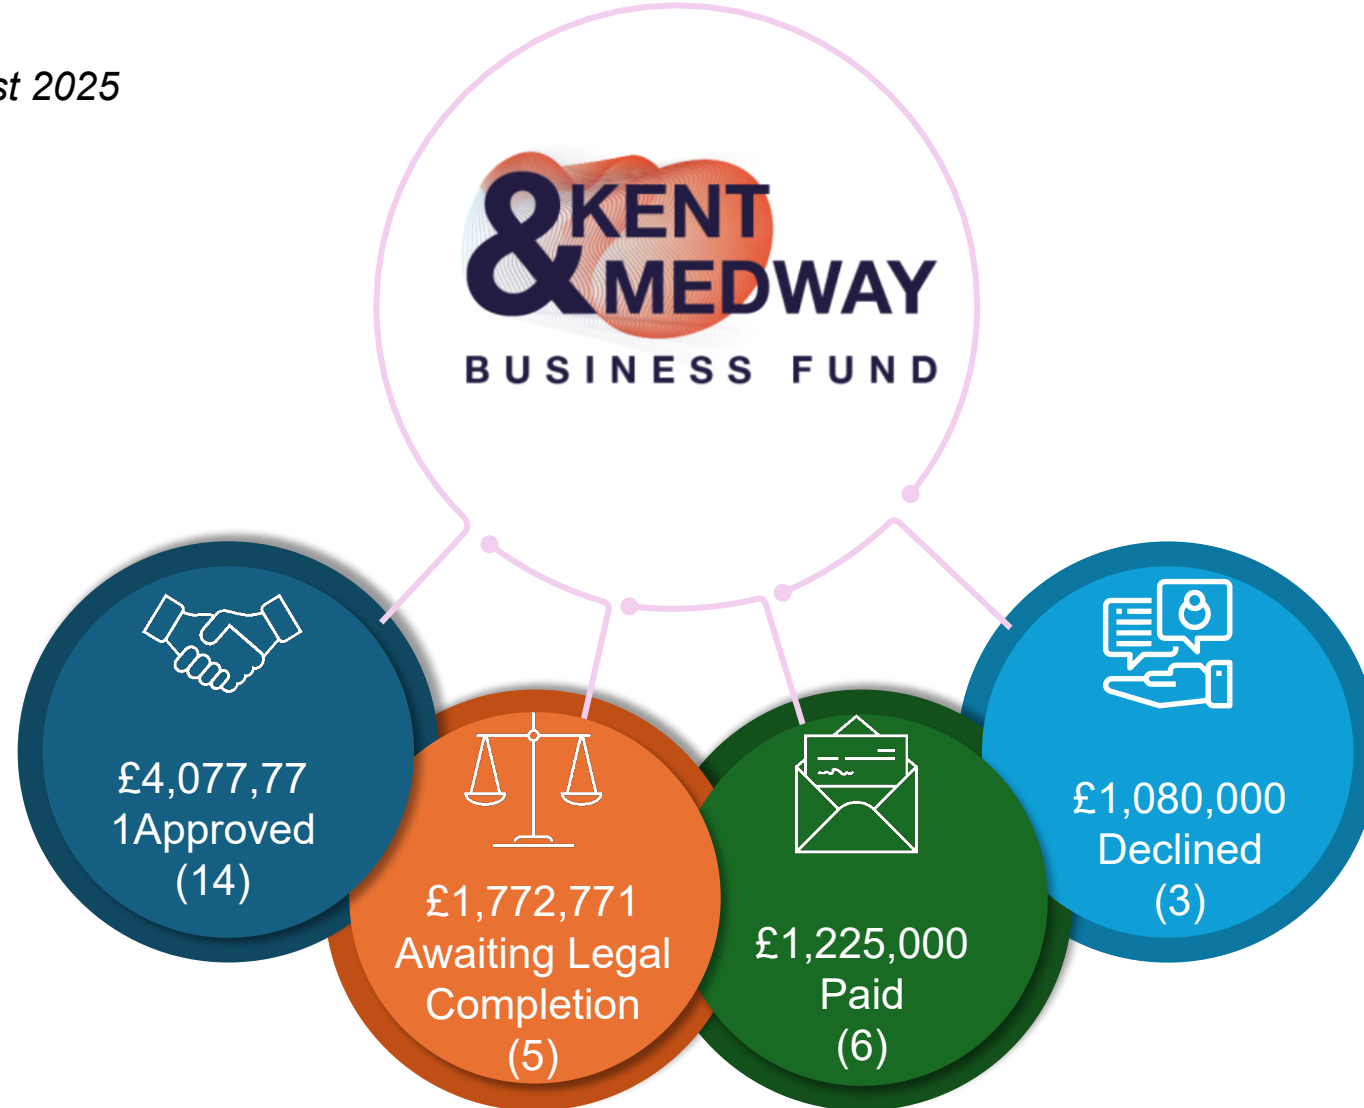 st 2025
&KENT
MEDWAY
BUSINESS FUND
£4,077,77
1Approved
(14)
£1,772,771
Awaiting Legal
Completion
(5)
£1,225,000
Paid
(6)
£1,080,000
Declined
(3)